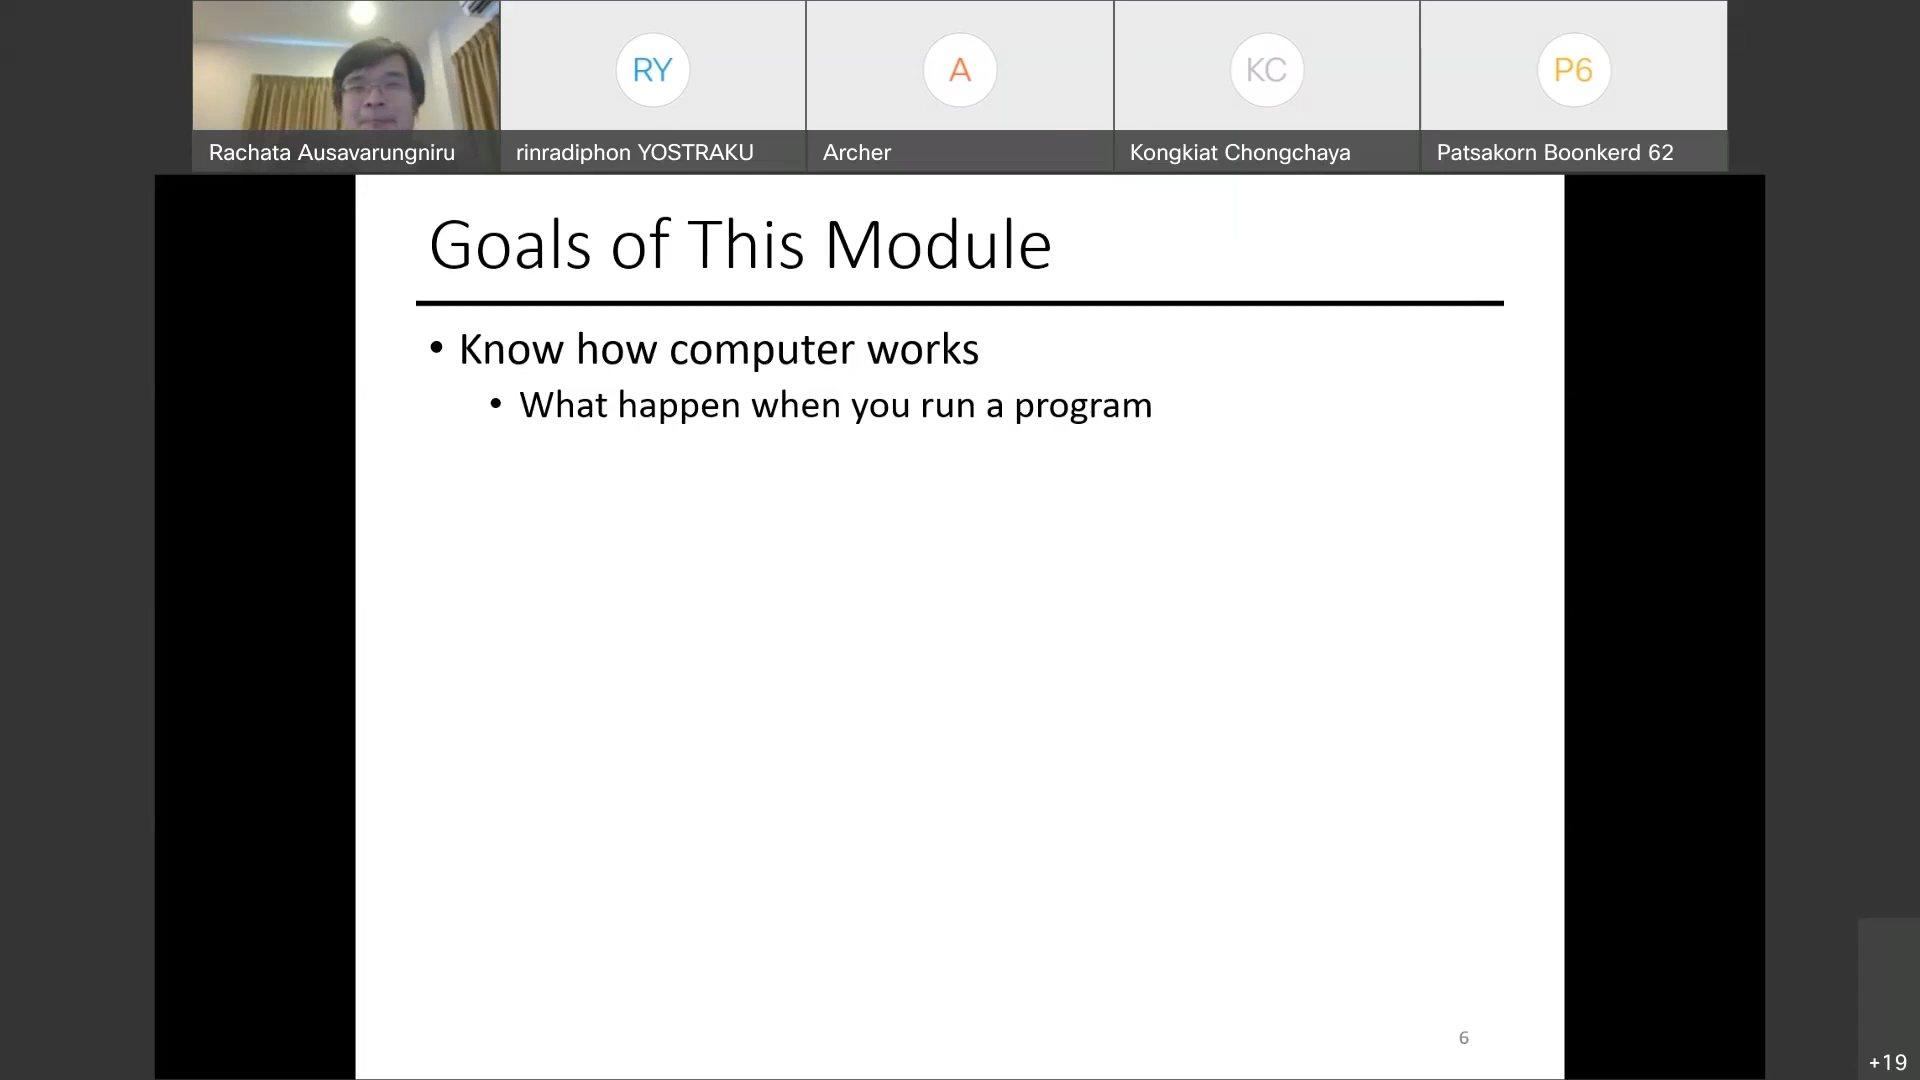 RY
A
KC
P6
Rachata Ausavarungniru
rinradiphon YOSTRAKU
Archer
Kongkiat Chongchaya
Patsakorn Boonkerd 62
Goals of This Module
• Know how computer works
• What happen when you run a program
6
+19